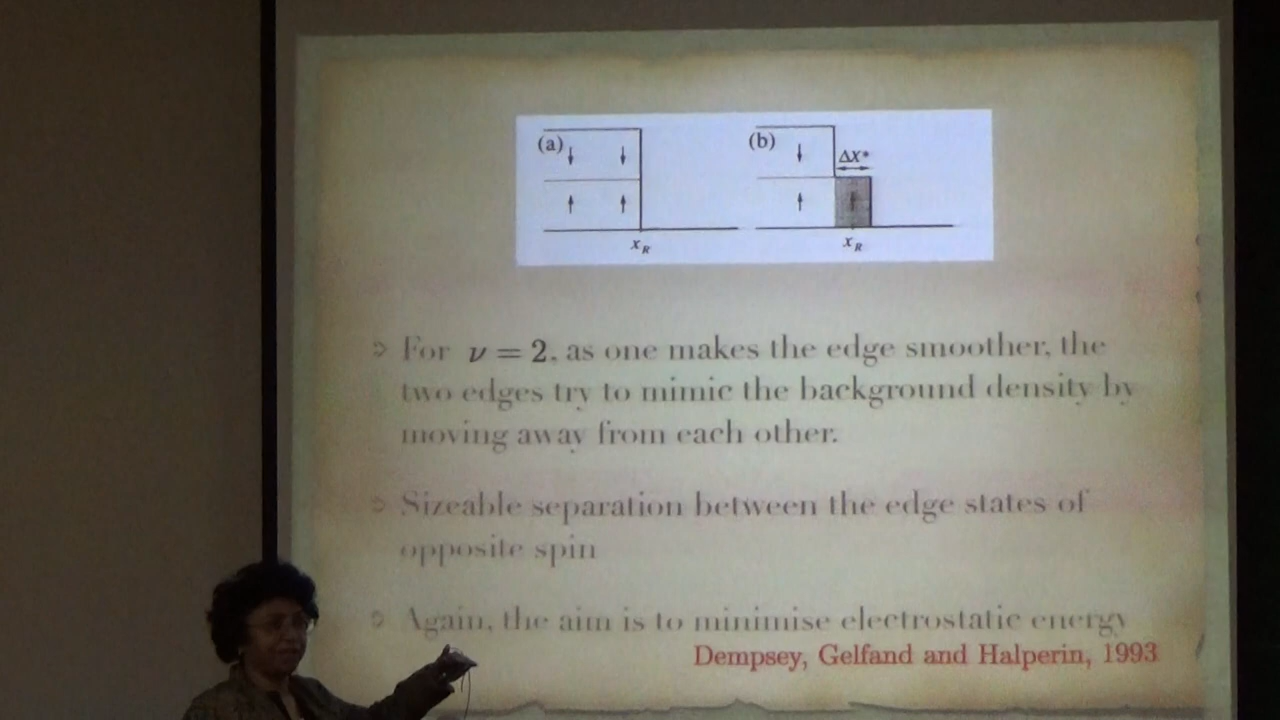 (a)
(b)
ΔX*
x_R
x_R
For ν = 2, as one makes the edge smoother, the
two edges try to mimic the background density by
moving away from each other.
Sizeable separation between the edge states of
opposite spin
Again, the aim is to minimise electrostatic energy
Dempsey, Gelfand and Halperin, 1993